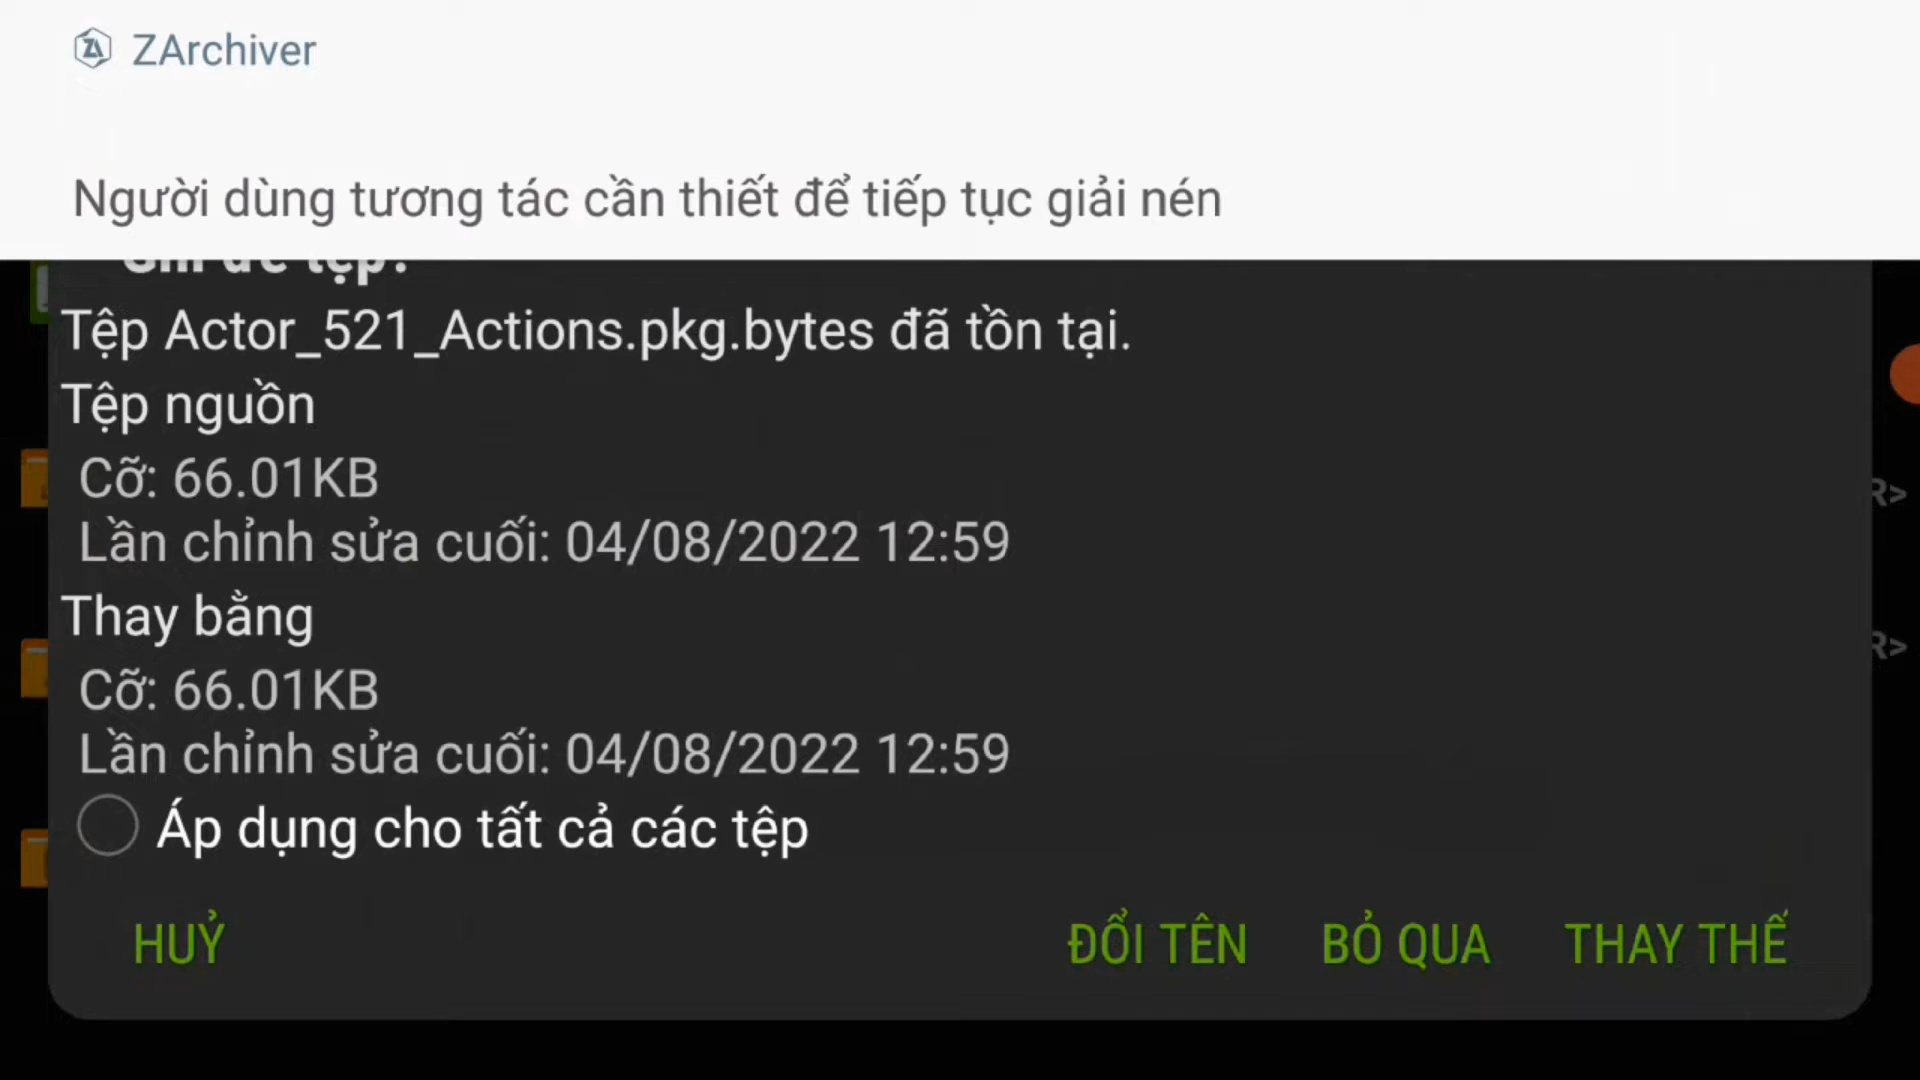 ZArchiver
Người dùng tương tác cần thiết để tiếp tục giải nén
Ghi đè tệp?
Tệp Actor_521_Actions.pkg.bytes đã tồn tại.
Tệp nguồn
Cỡ: 66.01KB
Lần chỉnh sửa cuối: 04/08/2022 12:59
R>
Thay bằng
Cỡ: 66.01KB
R>
Lần chỉnh sửa cuối: 04/08/2022 12:59
Áp dụng cho tất cả các tệp
HUỶ ĐỔI TÊN BỎ QUA THAY THẾ